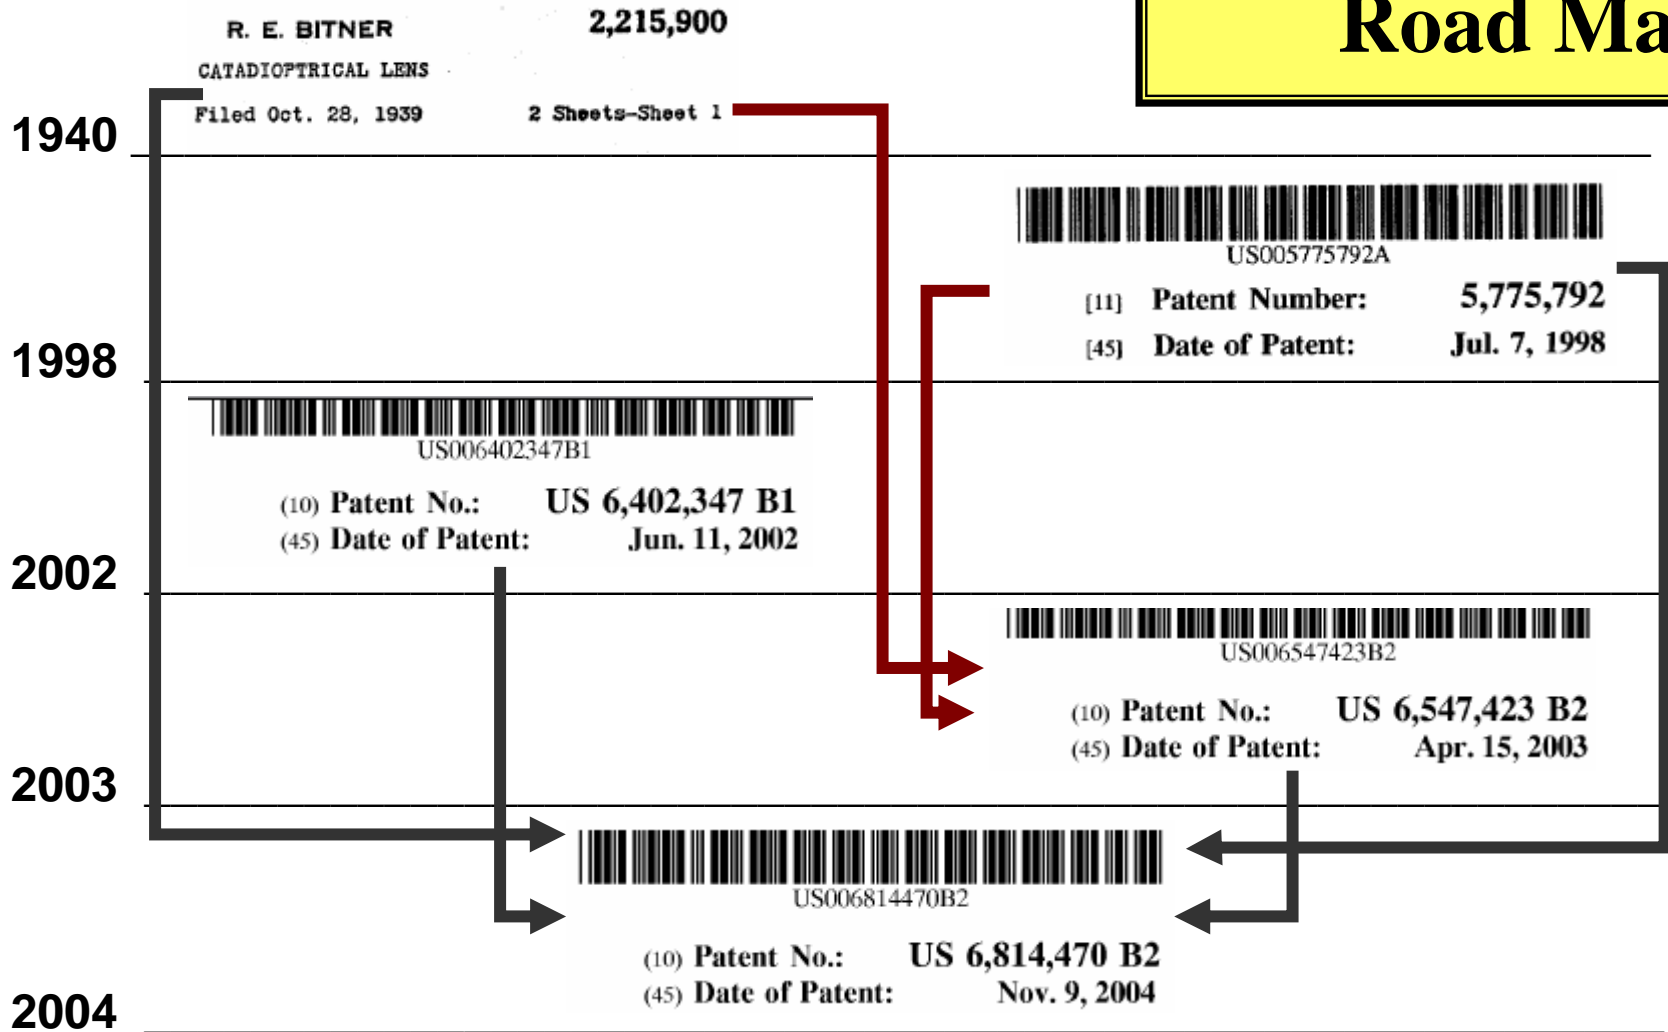 Road Ma
R. E. BITNER 2,215,900
CATADIOPTRICAL LENS
Filed Oct. 28, 1939 2 Sheets-Sheet 1
1940
US005775792A
[11] Patent Number: 5,775,792
[45] Date of Patent: Jul. 7, 1998
1998
US006402347B1
(10) Patent No.: US 6,402,347 B1
(45) Date of Patent: Jun. 11, 2002
2002
US006547423B2
(10) Patent No.: US 6,547,423 B2
(45) Date of Patent: Apr. 15, 2003
2003
US006814470B2
(10) Patent No.: US 6,814,470 B2
(45) Date of Patent: Nov. 9, 2004
2004